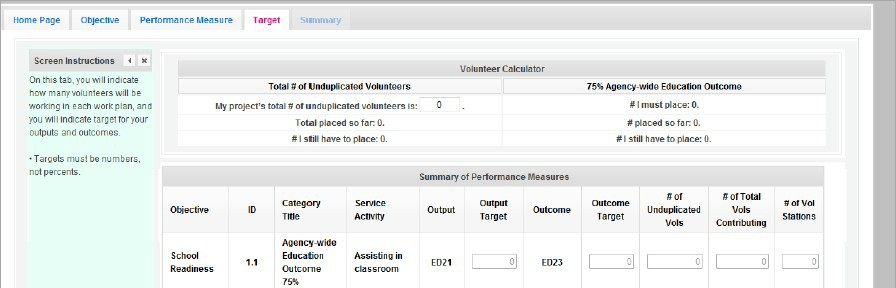 Home Page Objective Performance Measure Target Summary
Screen Instructions
On this tab, you will indicate
how many volunteers will be
working in each work plan, and
you will indicate target for your
outputs and outcomes.
• Targets must be numbers,
not percents.
Volunteer Calculator
Total # of Unduplicated Volunteers 75% Agency-wide Education Outcome
My project's total # of unduplicated volunteers is: 0 . # I must place: 0.
Total placed so far: 0. # placed so far: 0.
# I still have to place: 0. # I still have to place: 0.
Summary of Performance Measures
Objective ID Category Title Service Activity Output Output Target Outcome Outcome Target # of Unduplicated Vols # of Total Vols Contributing # of Vol Stations
School Readiness 1.1 Agency-wide Education Outcome 75% Assisting in classroom ED21 0 ED23 0 0 0 0